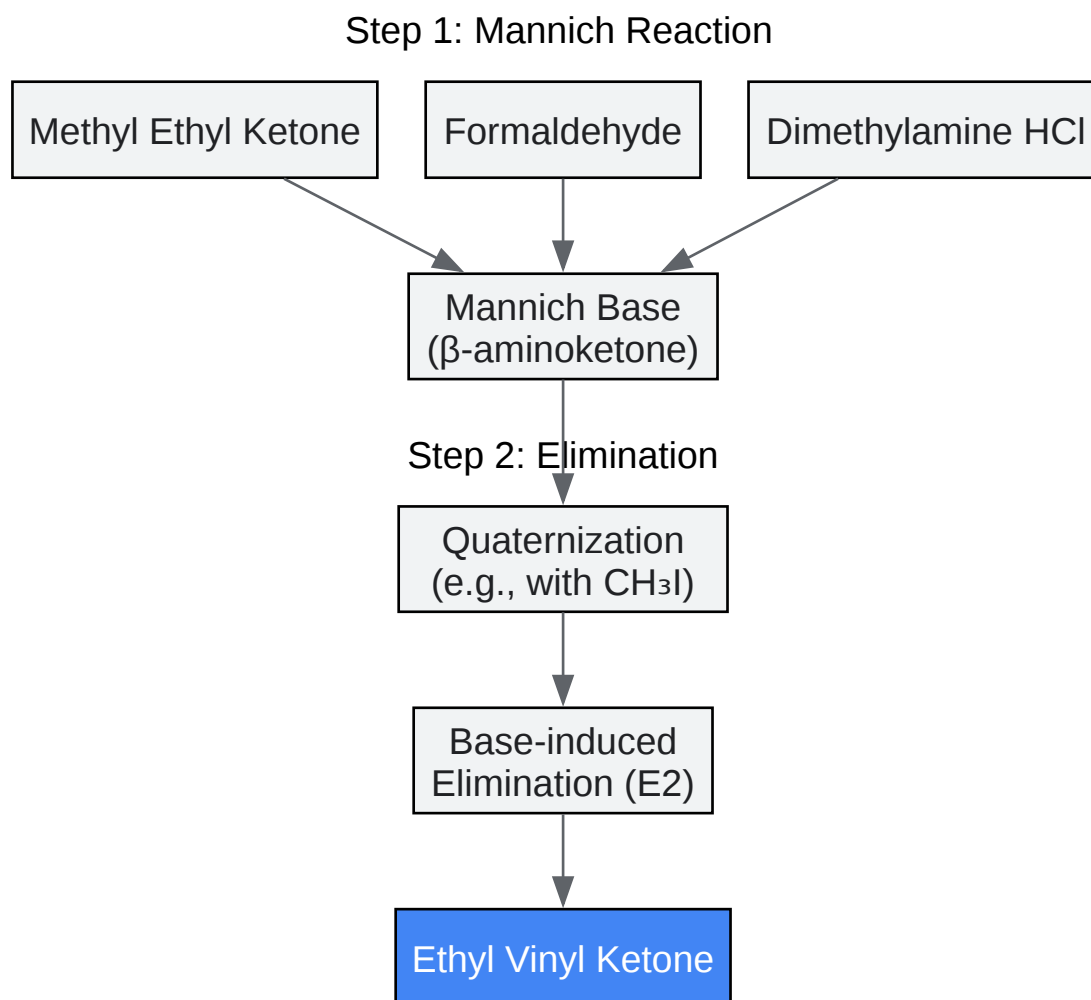 Step 1: Mannich Reaction
Methyl Ethyl Ketone
Formaldehyde
Dimethylamine HCl
Mannich Base
(β-aminoketone)
Step 2: Elimination
Quaternization
(e.g., with CH₃I)
Base-induced
Elimination (E2)
Ethyl Vinyl Ketone